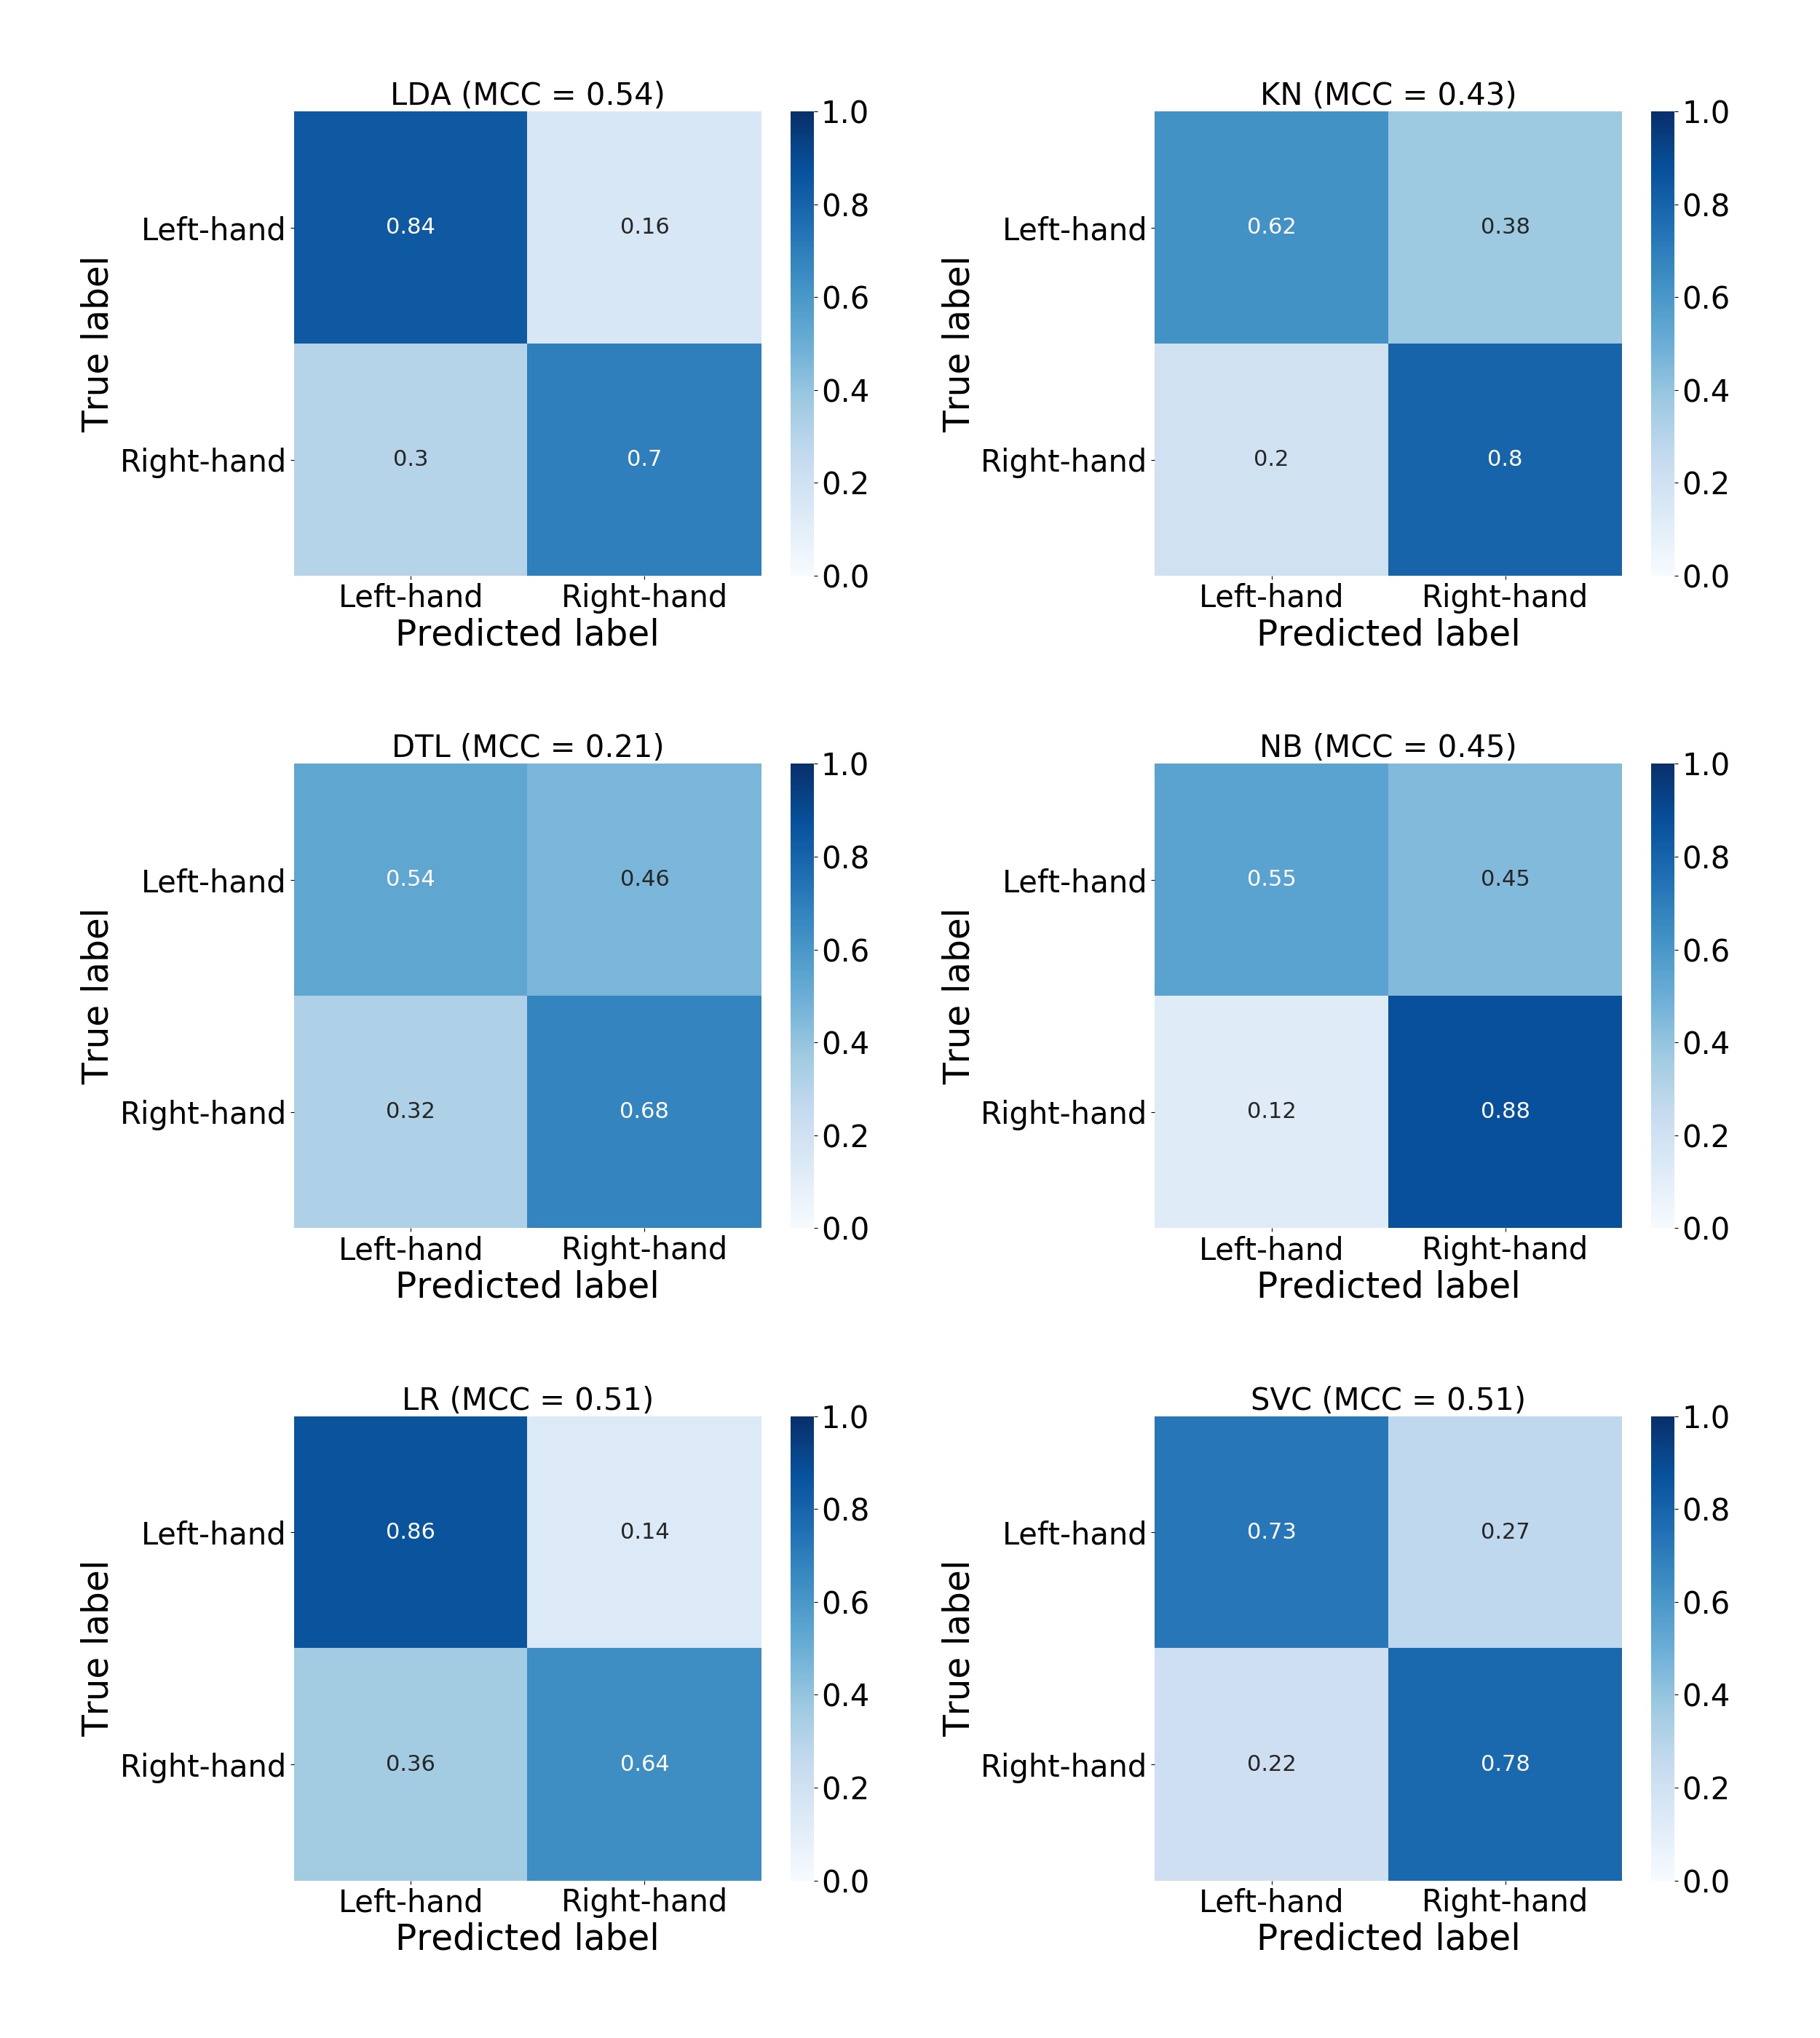 LDA (MCC = 0.54)
True label
Left-hand
Right-hand
0.84 0.16
0.3 0.7
Left-hand Right-hand
Predicted label
1.0
0.8
0.6
0.4
0.2
0.0
KN (MCC = 0.43)
True label
Left-hand
Right-hand
0.62 0.38
0.2 0.8
Left-hand Right-hand
Predicted label
1.0
0.8
0.6
0.4
0.2
0.0
DTL (MCC = 0.21)
True label
Left-hand
Right-hand
0.54 0.46
0.32 0.68
Left-hand Right-hand
Predicted label
1.0
0.8
0.6
0.4
0.2
0.0
NB (MCC = 0.45)
True label
Left-hand
Right-hand
0.55 0.45
0.12 0.88
Left-hand Right-hand
Predicted label
1.0
0.8
0.6
0.4
0.2
0.0
LR (MCC = 0.51)
True label
Left-hand
Right-hand
0.86 0.14
0.36 0.64
Left-hand Right-hand
Predicted label
1.0
0.8
0.6
0.4
0.2
0.0
SVC (MCC = 0.51)
True label
Left-hand
Right-hand
0.73 0.27
0.22 0.78
Left-hand Right-hand
Predicted label
1.0
0.8
0.6
0.4
0.2
0.0